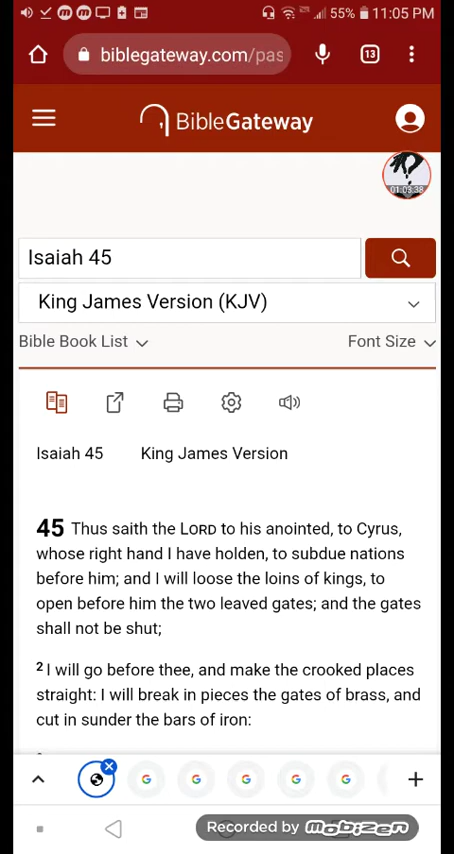 55% 11:05 PM
biblegateway.com/pas
13
BibleGateway
01:03:38
Isaiah 45
King James Version (KJV)
Bible Book List Font Size
Isaiah 45 King James Version
45 Thus saith the LORD to his anointed, to Cyrus,
whose right hand I have holden, to subdue nations
before him; and I will loose the loins of kings, to
open before him the two leaved gates; and the gates
shall not be shut;
2 I will go before thee, and make the crooked places
straight: I will break in pieces the gates of brass, and
cut in sunder the bars of iron:
Recorded by mobizen